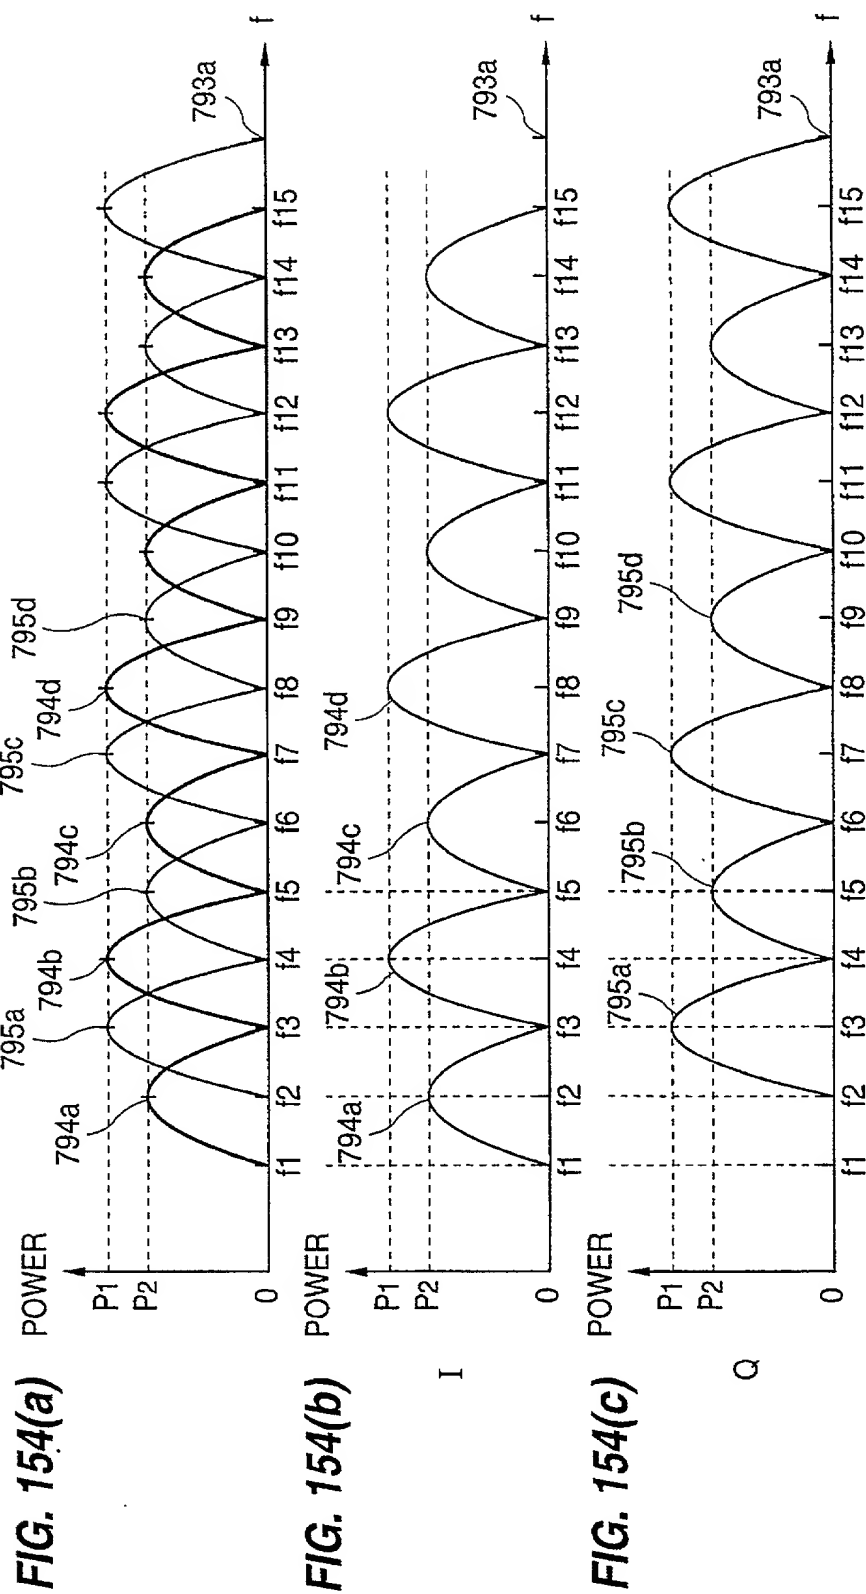 FIG. 154(a)
POWER
P1
P2
0
794a
795a
794b
795b
794c
795c
794d
795d
793a
f1 f2 f3 f4 f5 f6 f7 f8 f9 f10 f11 f12 f13 f14 f15
f
FIG. 154(b)
I
POWER
P1
P2
0
794a
794b
794c
794d
793a
f1 f2 f3 f4 f5 f6 f7 f8 f9 f10 f11 f12 f13 f14 f15
f
FIG. 154(c)
Q
POWER
P1
P2
0
795a
795b
795c
795d
793a
f1 f2 f3 f4 f5 f6 f7 f8 f9 f10 f11 f12 f13 f14 f15
f